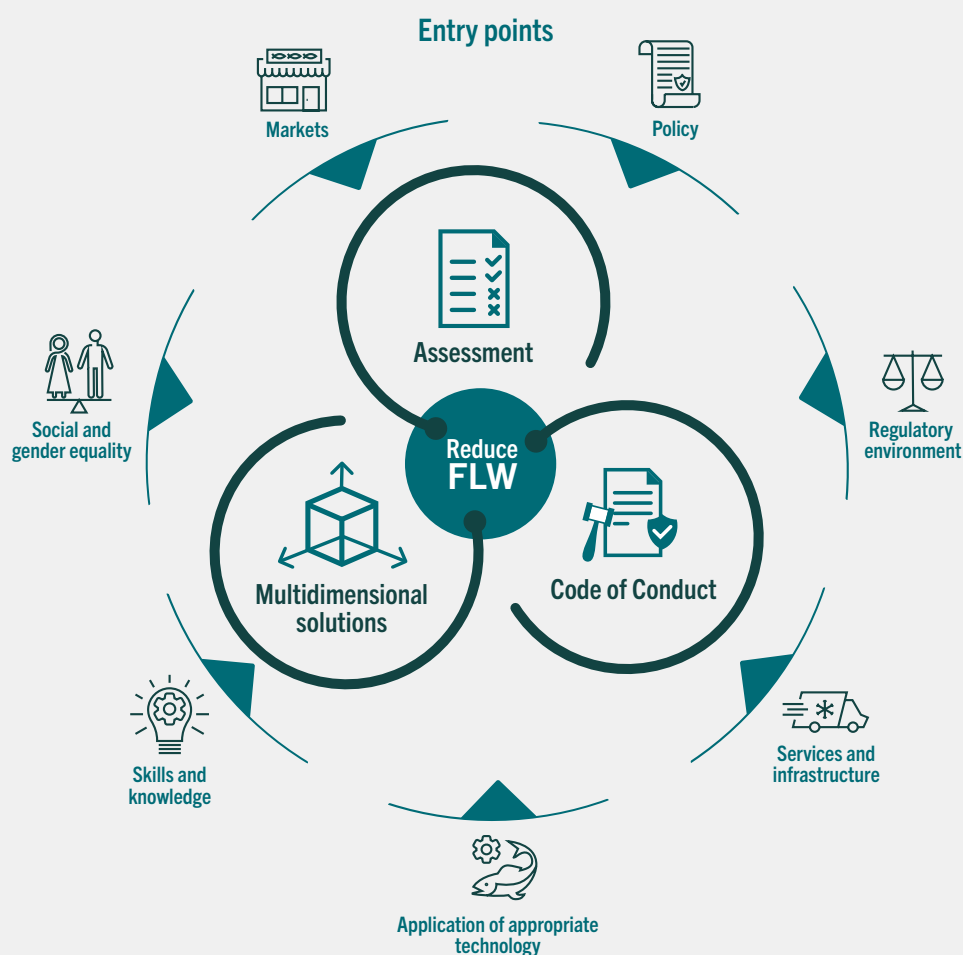 Entry points
Markets
Policy
Assessment
Social and
gender equality
Regulatory
environment
Reduce
FLW
Multidimensional
solutions
Code of Conduct
Skills and
knowledge
Services and
infrastructure
Application of appropriate
technology